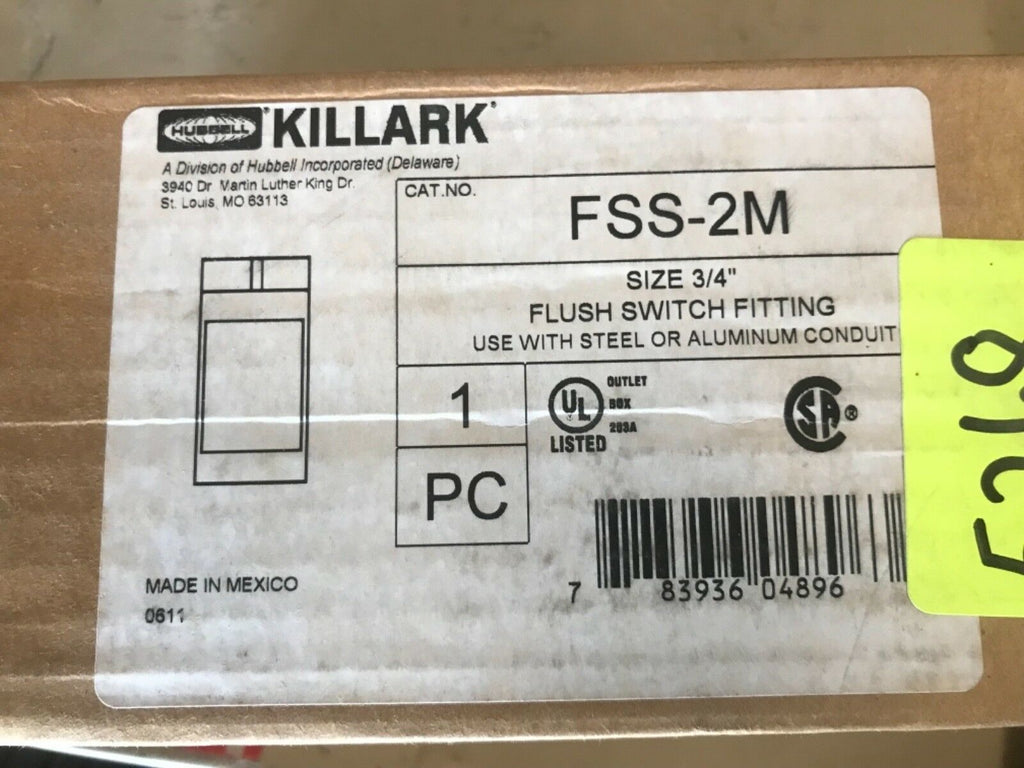 HUBBELL KILLARK®
A Division of Hubbell Incorporated (Delaware)
3940 Dr Martin Luther King Dr.
St. Louis, MO 63113
CAT.NO.
FSS-2M
SIZE 3/4"
FLUSH SWITCH FITTING
USE WITH STEEL OR ALUMINUM CONDUIT
1
PC
UL
LISTED
OUTLET
BOX
203A
SA®
7 83936 04896
MADE IN MEXICO
0611